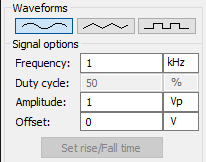 Waveforms
Signal options
Frequency: 1 kHz
Duty cycle: 50 %
Amplitude: 1 Vp
Offset: 0 V
Set rise/Fall time